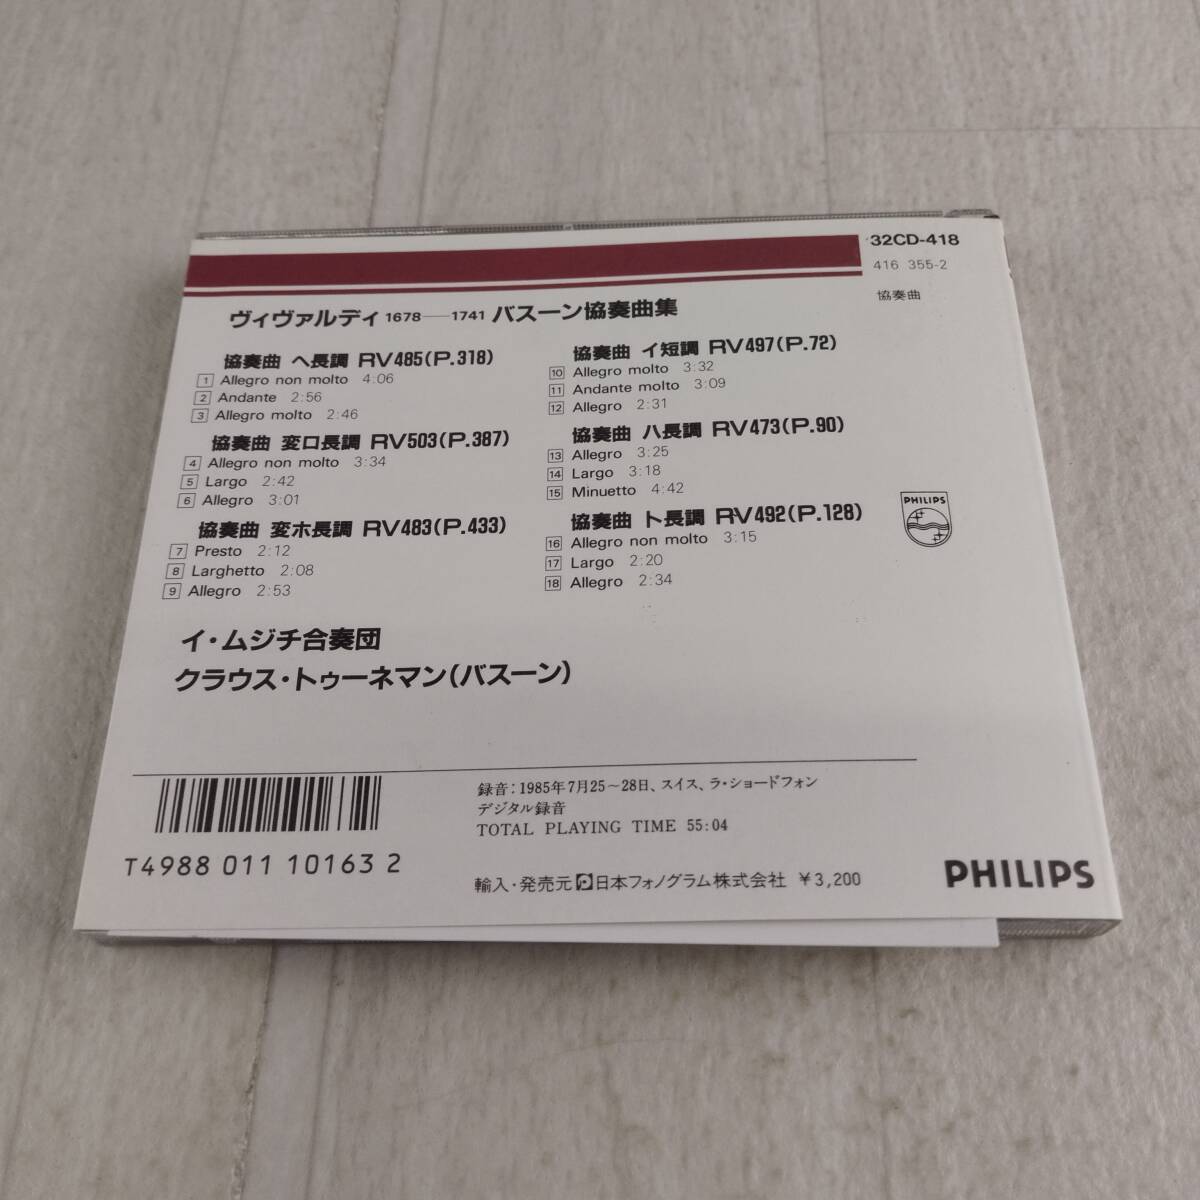 32CD-418
416 355-2
協奏曲
ヴィヴァルディ 1678—1741 バスーン協奏曲集
協奏曲 ヘ長調 RV485(P.318)
1 Allegro non molto 4:06
2 Andante 2:56
3 Allegro molto 2:46
協奏曲 変ロ長調 RV503(P.387)
4 Allegro non molto 3:34
5 Largo 2:42
6 Allegro 3:01
協奏曲 変ホ長調 RV483(P.433)
7 Presto 2:12
8 Larghetto 2:08
9 Allegro 2:53
協奏曲 イ短調 RV497(P.72)
10 Allegro molto 3:32
11 Andante molto 3:09
12 Allegro 2:31
協奏曲 ハ長調 RV473(P.90)
13 Allegro 3:25
14 Largo 3:18
15 Minuetto 4:42
協奏曲 ト長調 RV492(P.128)
16 Allegro non molto 3:15
17 Largo 2:20
18 Allegro 2:34
PHILIPS
イ・ムジチ合奏団
クラウス・トゥーネマン(バスーン)
録音:1985年7月25~28日、スイス、ラ・ショードフォン
デジタル録音
TOTAL PLAYING TIME 55:04
T4988 011 10163 2
輸入・発売元 日本フォノグラム株式会社 ¥3,200
PHILIPS